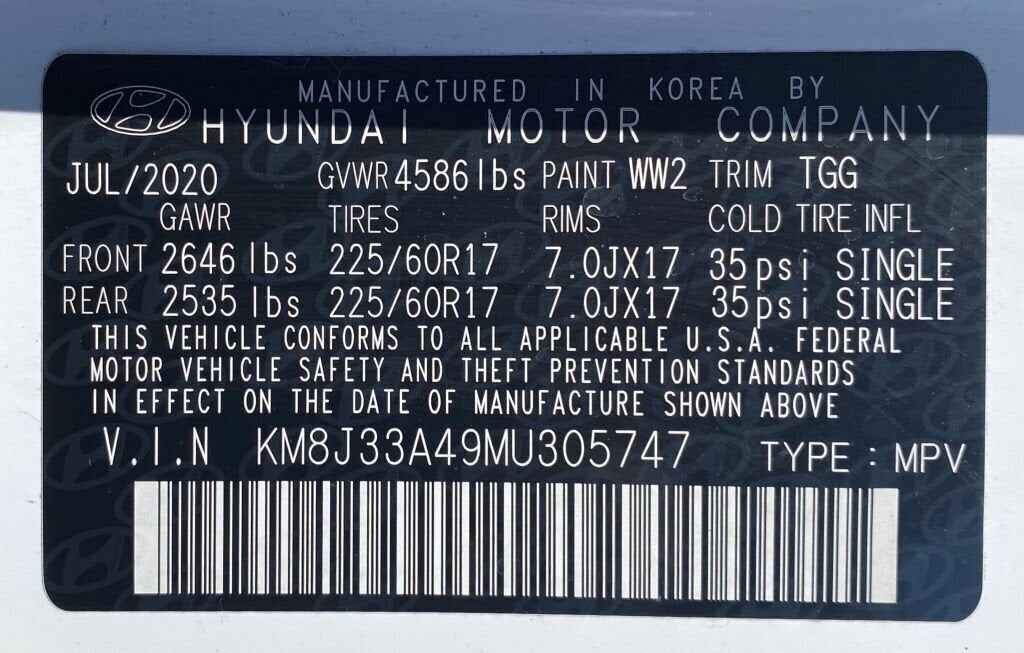 MANUFACTURED IN KOREA BY
HYUNDAI MOTOR COMPANY
JUL/2020 GVWR 4586lbs PAINT WW2 TRIM TGG
GAWR TIRES RIMS COLD TIRE INFL
FRONT 2646 lbs 225/60R17 7.0JX17 35psi SINGLE
REAR 2535 lbs 225/60R17 7.0JX17 35psi SINGLE
THIS VEHICLE CONFORMS TO ALL APPLICABLE U.S.A. FEDERAL
MOTOR VEHICLE SAFETY AND THEFT PREVENTION STANDARDS
IN EFFECT ON THE DATE OF MANUFACTURE SHOWN ABOVE
V.I.N KM8J33A49MU305747 TYPE : MPV